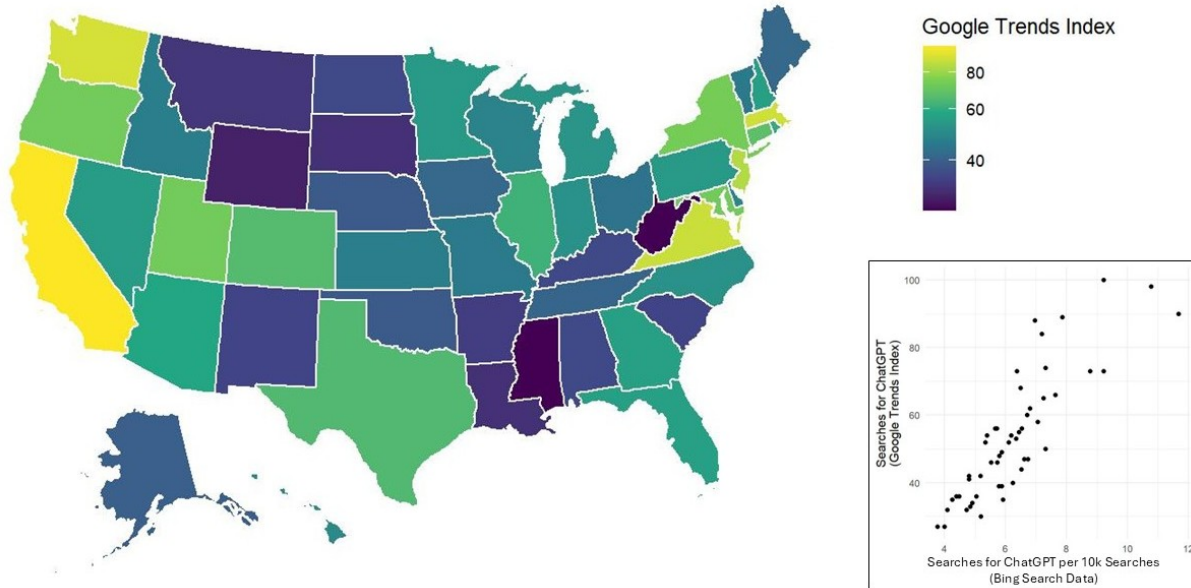 Google Trends Index
80
60
40
100
80
60
40
Searches for ChatGPT
(Google Trends Index)
4
6
8
10
12
Searches for ChatGPT per 10k Searches
(Bing Search Data)